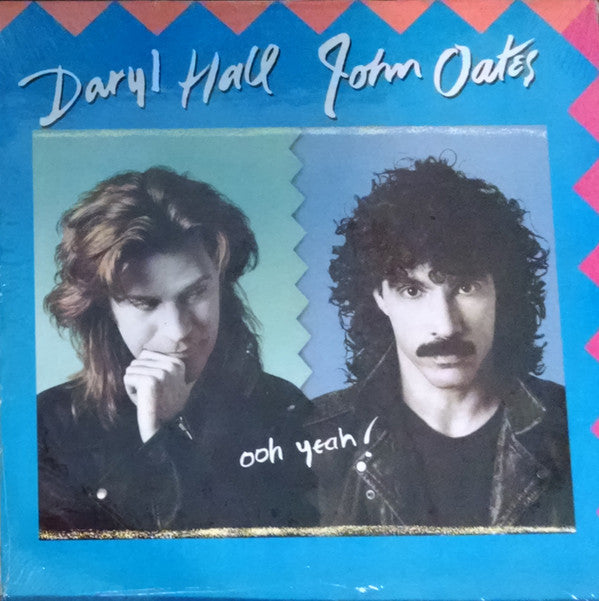 Daryl Hall John Oates
ooh yeah!